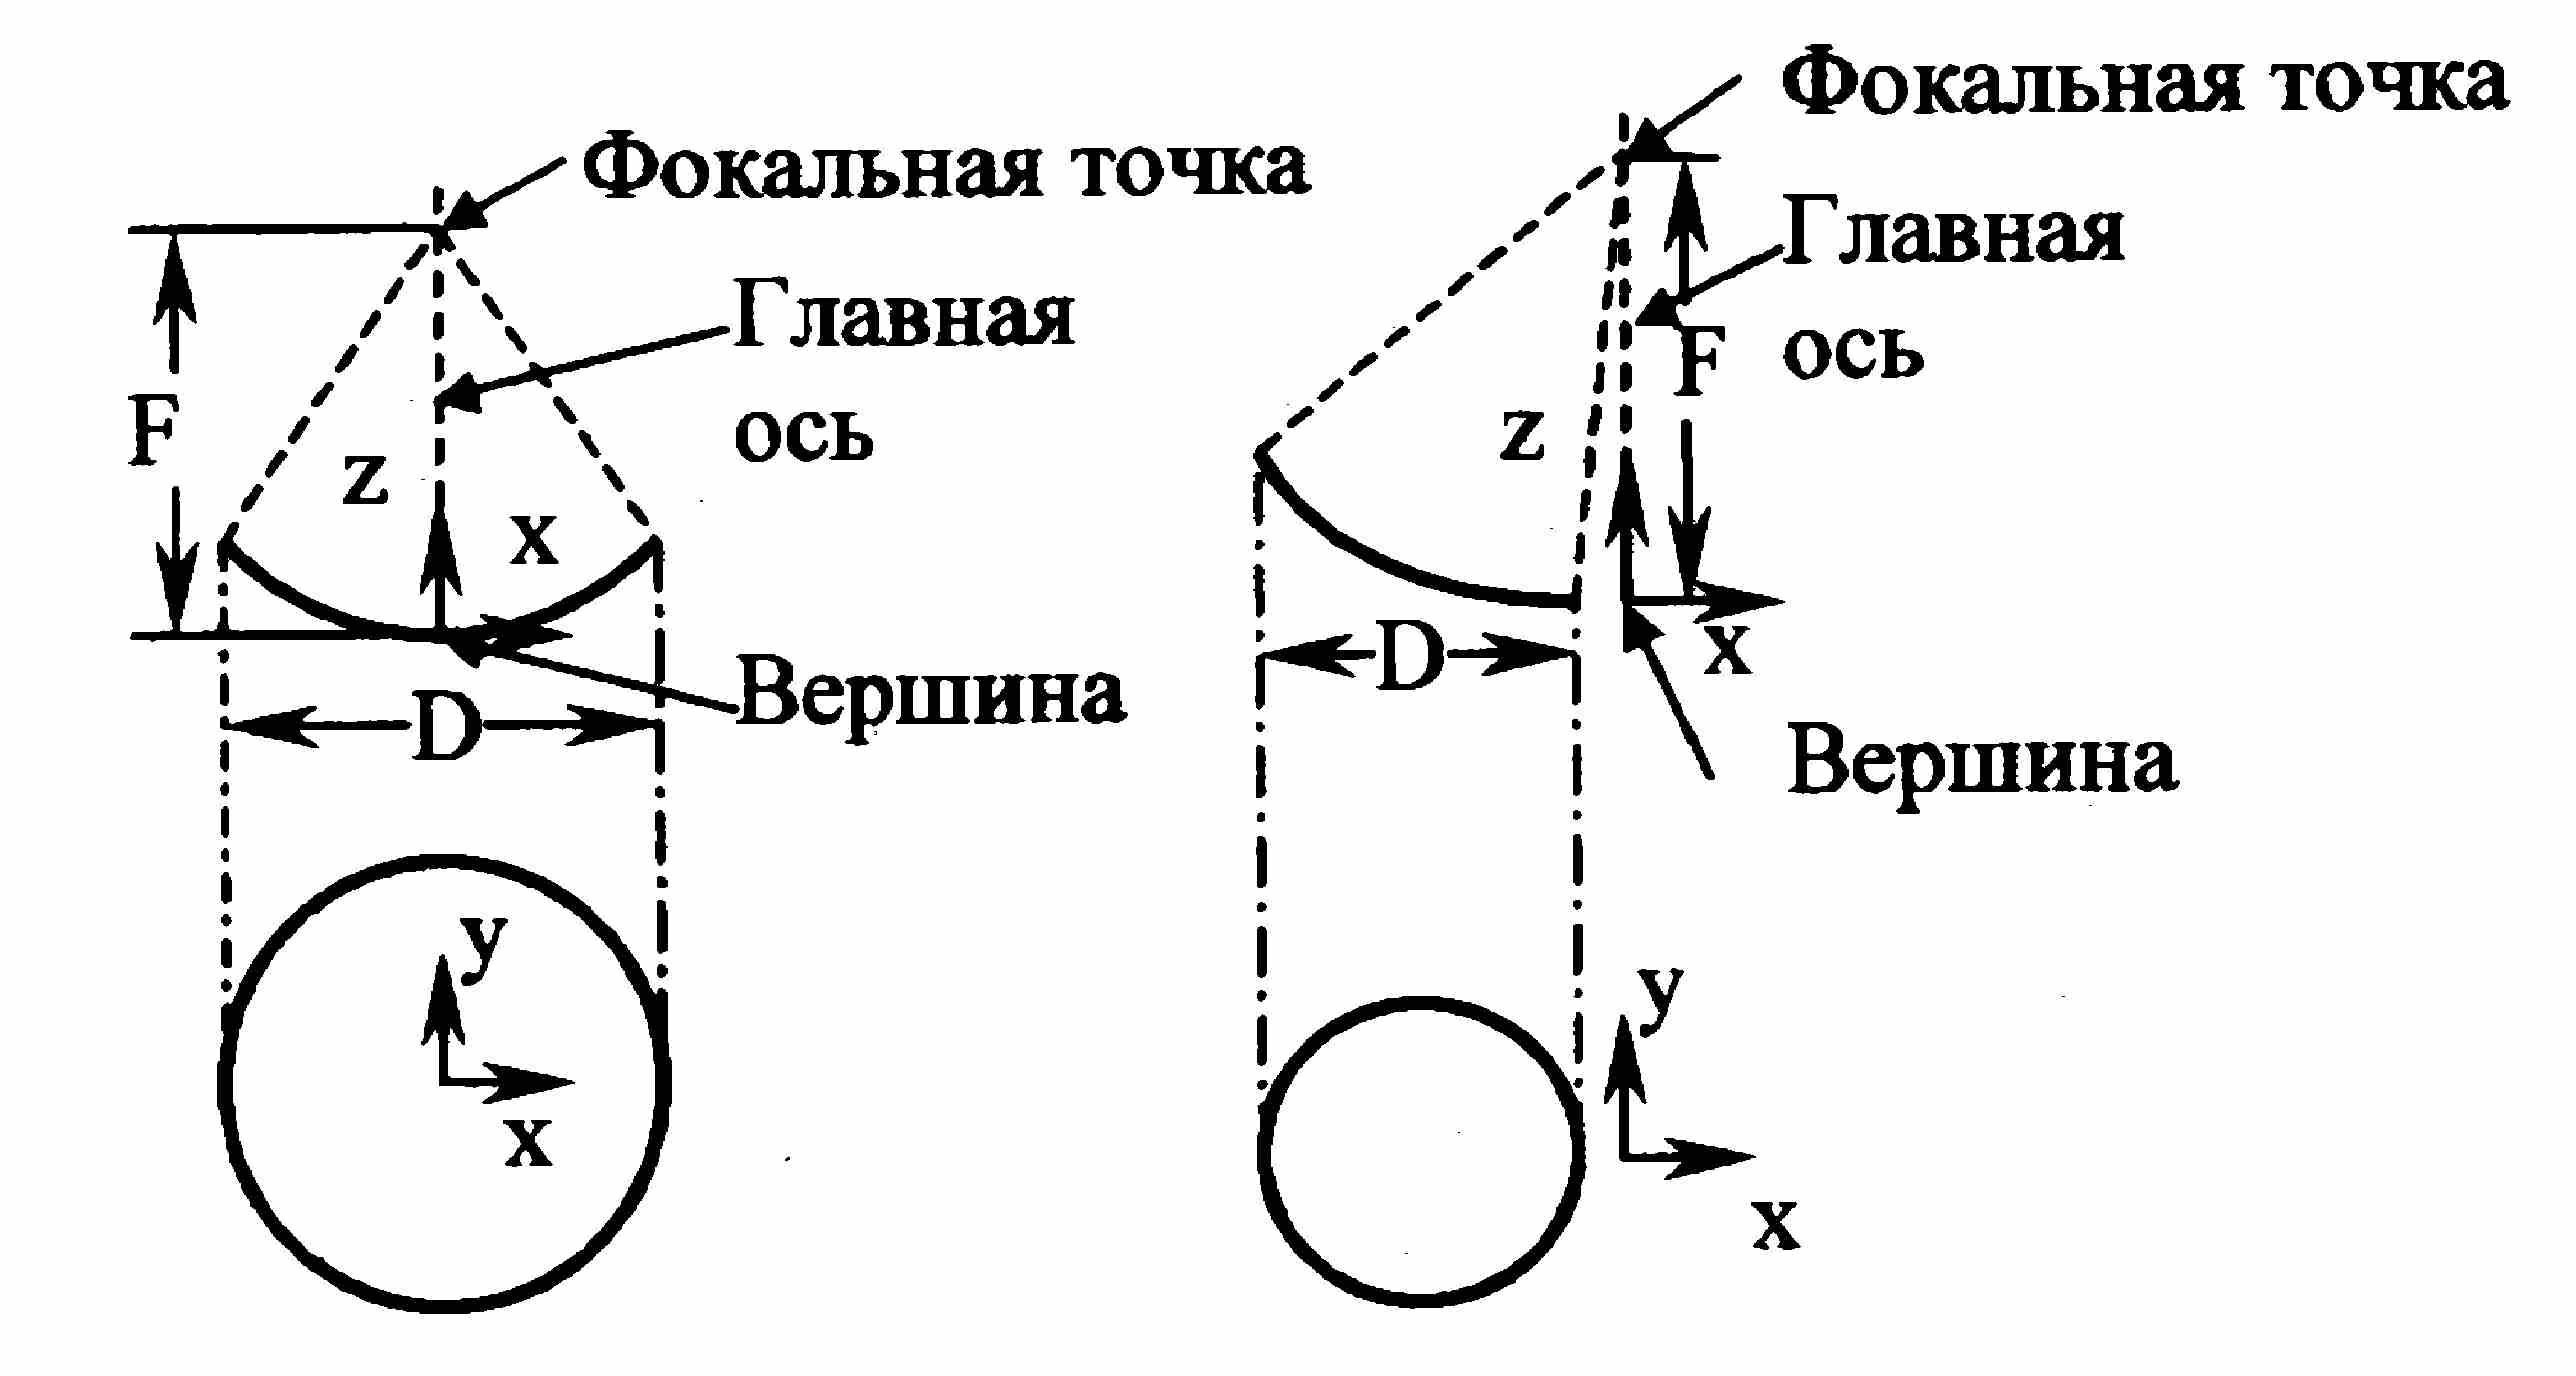 Фокальная точка
Главная
ось
F
z
x
Вершина
D
y
x
Фокальная точка
Главная
ось
F
z
x
D
Вершина
y
x